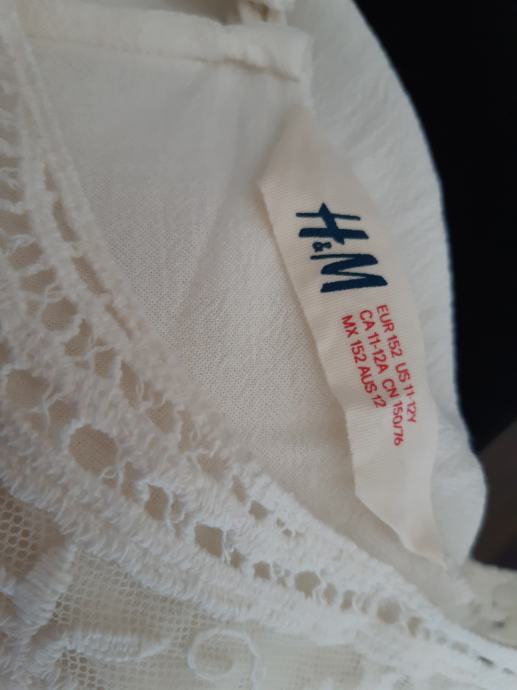 H&M
EUR 152 US 11-12Y
CA 11-12A CN 150/76
MX 152 AUS 12